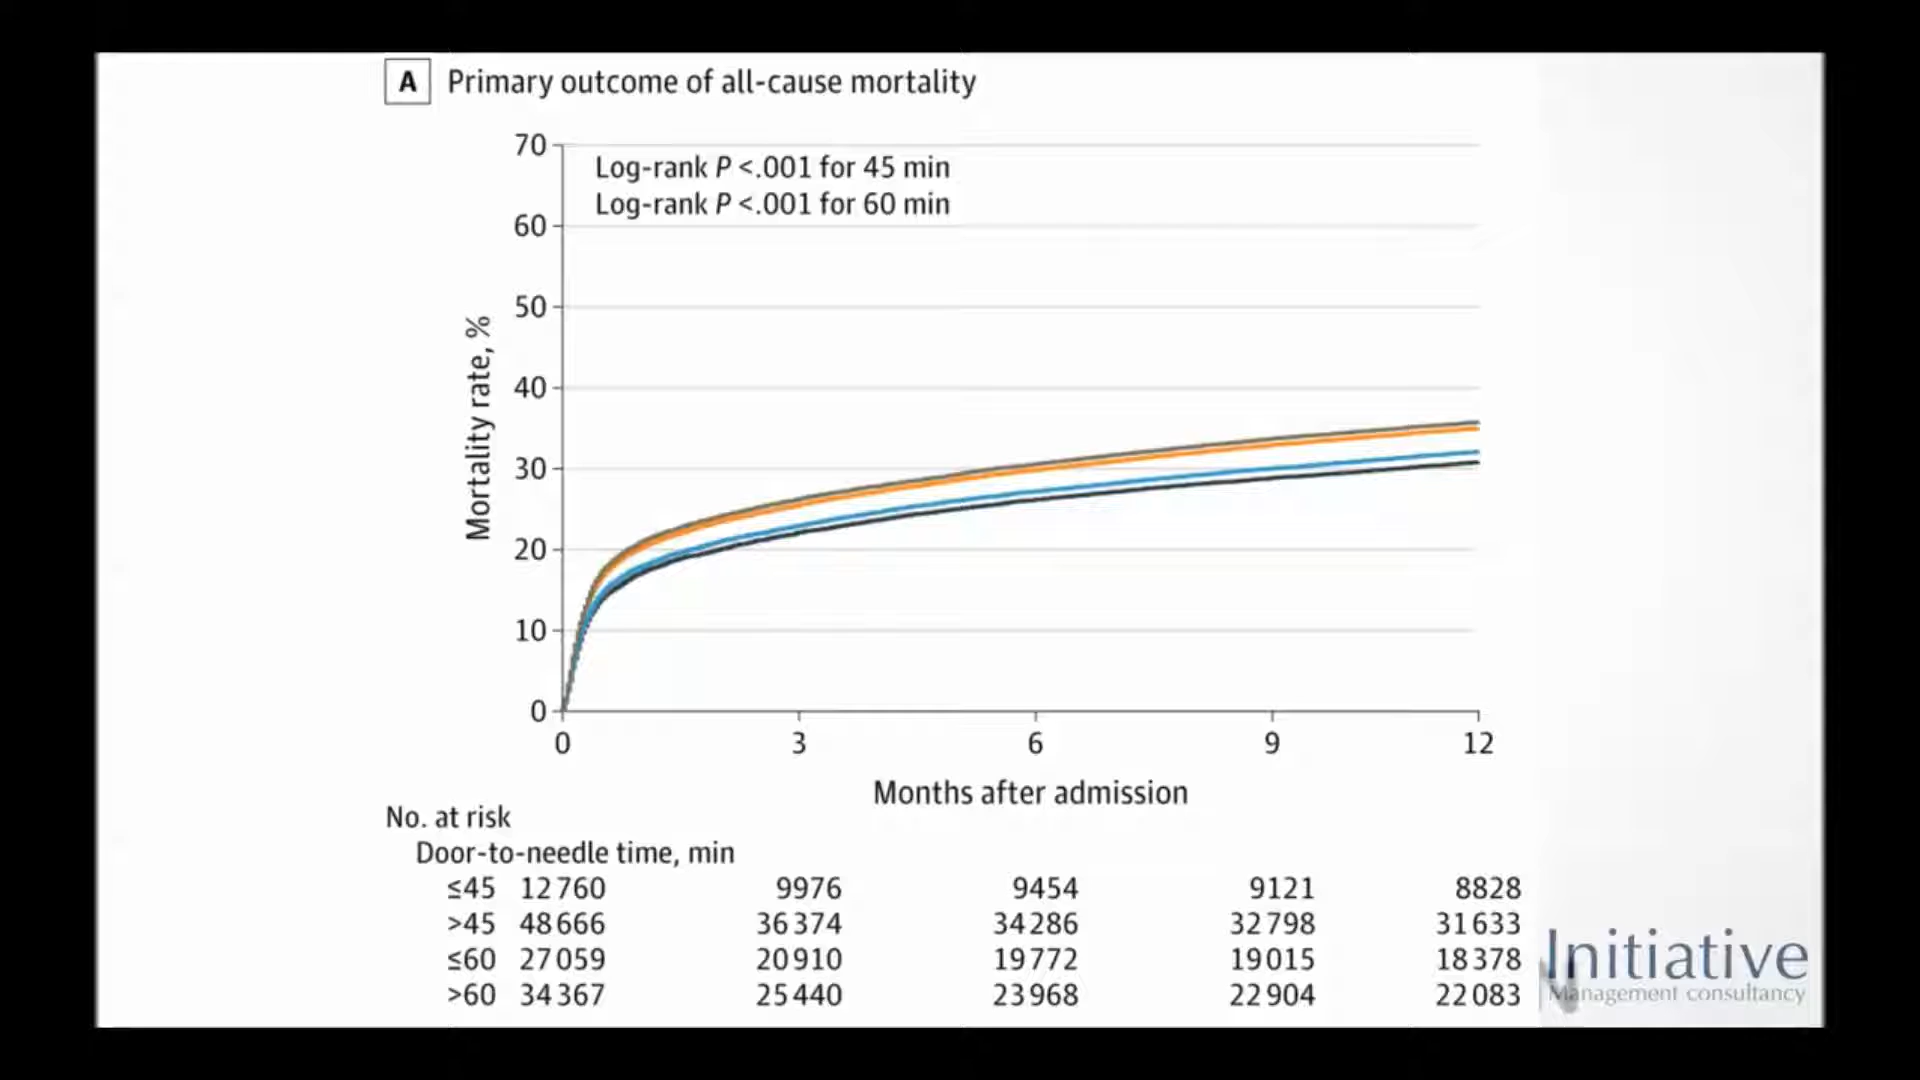 A Primary outcome of all-cause mortality
70
Log-rank P <.001 for 45 min
Log-rank P <.001 for 60 min
60
50
40
30
20
10
0
Mortality rate, %
0 3 6 9 12
Months after admission
No. at risk
Door-to-needle time, min
≤45 12760 9976 9454 9121 8828
>45 48666 36374 34286 32798 31633
≤60 27059 20910 19772 19015 18378
>60 34367 25440 23968 22904 22083
Initiative
Management consultancy